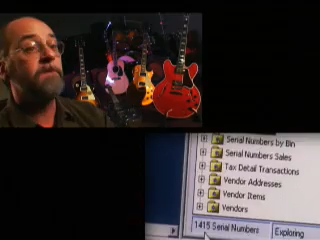 Serial Numbers by Bin
Serial Numbers Sales
Tax Detail Transactions
Vendor Addresses
Vendor Items
Vendors
1415 Serial Numbers
Exploring